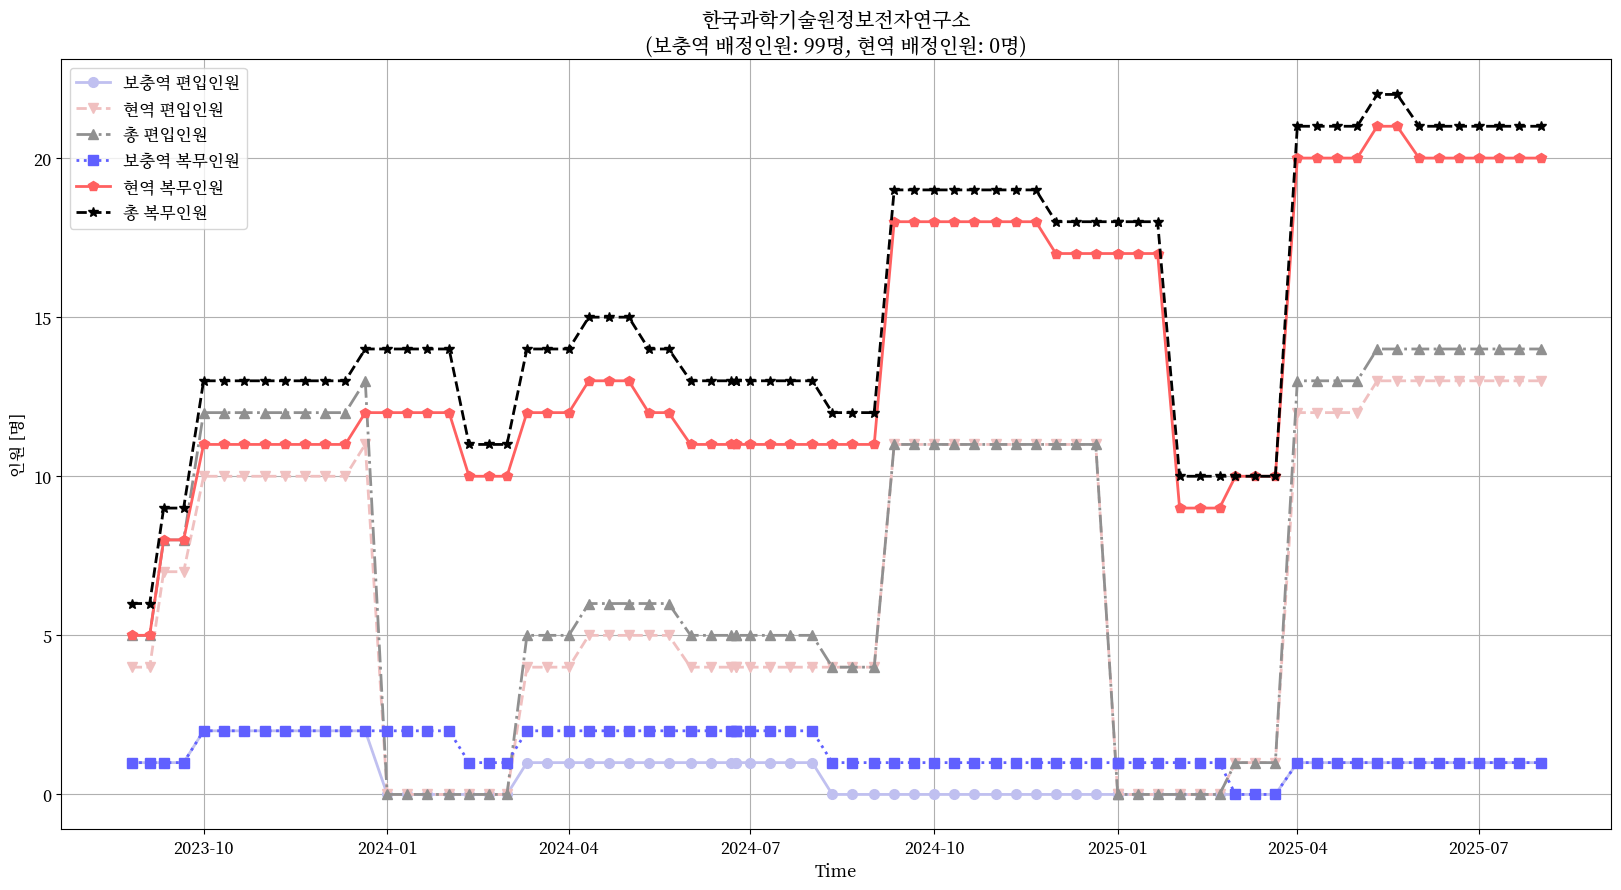 한국과학기술원정보전자연구소
(보충역 배정인원: 99명, 현역 배정인원: 0명)
보충역 편입인원
현역 편입인원
총 편입인원
보충역 복무인원
현역 복무인원
총 복무인원
인원 [명]
20
15
10
5
0
2023-10
2024-01
2024-04
2024-07
2024-10
2025-01
2025-04
2025-07
Time